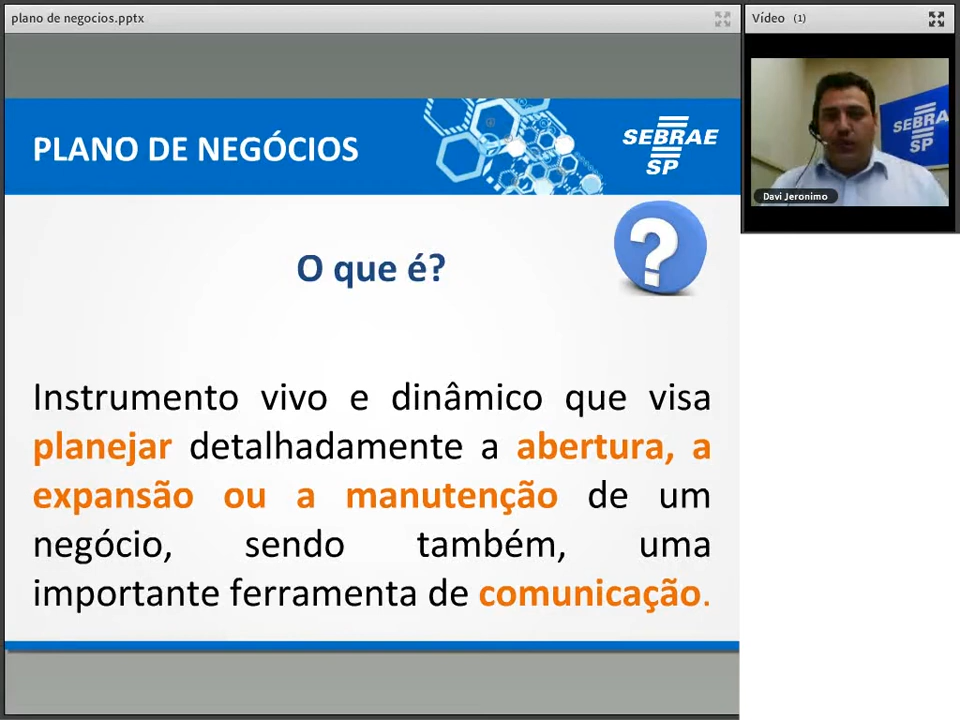 plano de negocios.pptx
Vídeo (1)
PLANO DE NEGÓCIOS
SEBRAE
SP
SEBRAE
SP
Davi Jeronimo
O que é?
?
Instrumento vivo e dinâmico que visa
planejar detalhadamente a abertura, a
expansão ou a manutenção de um
negócio, sendo também, uma
importante ferramenta de comunicação.